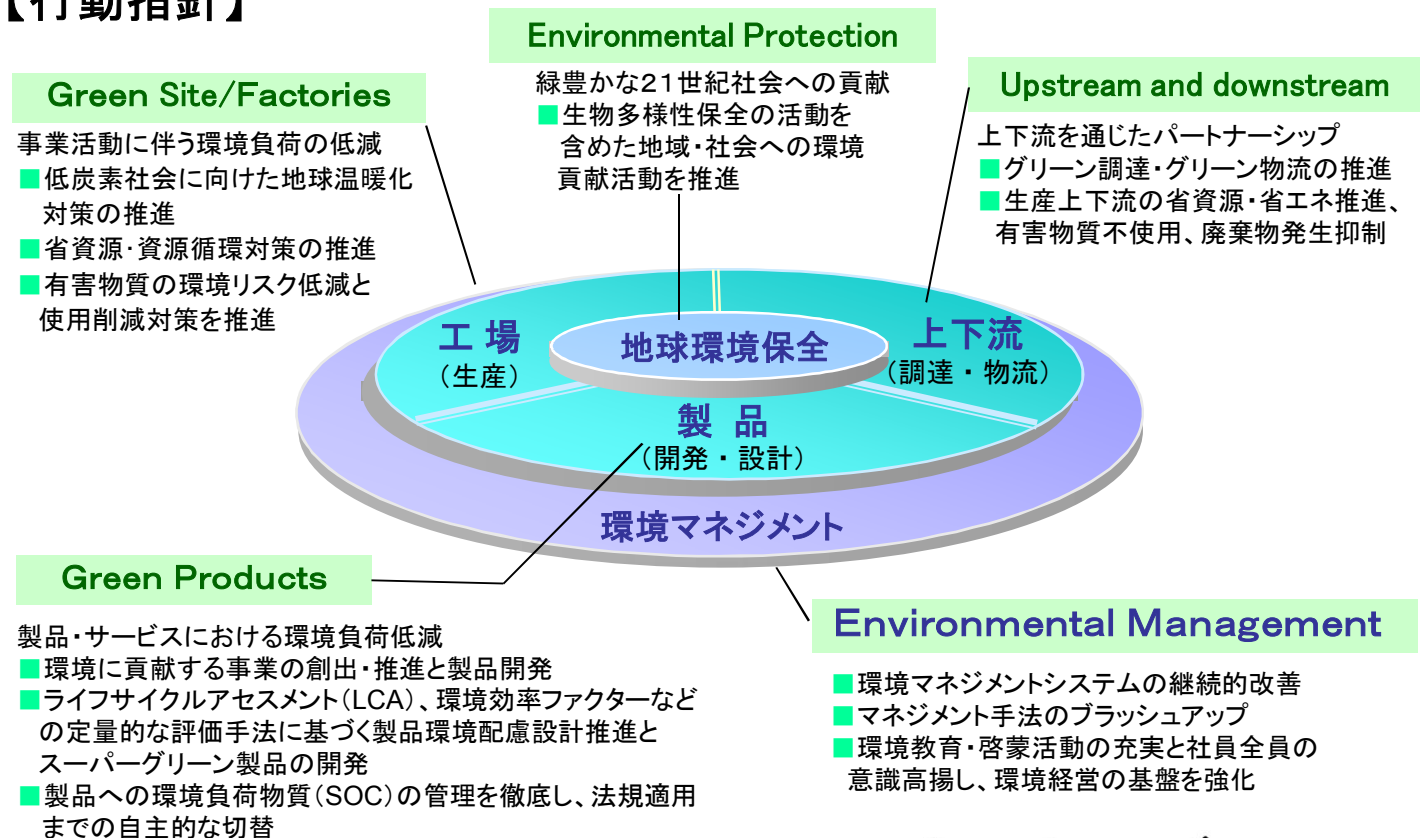 【行動指針】
Environmental Protection
緑豊かな21世紀社会への貢献
■生物多様性保全の活動を
含めた地域・社会への環境
貢献活動を推進
Green Site/Factories
事業活動に伴う環境負荷の低減
■低炭素社会に向けた地球温暖化
対策の推進
■省資源・資源循環対策の推進
■有害物質の環境リスク低減と
使用削減対策を推進
Upstream and downstream
上下流を通じたパートナーシップ
■グリーン調達・グリーン物流の推進
■生産上下流の省資源・省エネ推進、
有害物質不使用、廃棄物発生抑制
工 場
（生産）
地球環境保全
上下流
（調達・物流）
製 品
（開発・設計）
環境マネジメント
Green Products
製品・サービスにおける環境負荷低減
■環境に貢献する事業の創出・推進と製品開発
■ライフサイクルアセスメント（LCA）、環境効率ファクターなど
の定量的な評価手法に基づく製品環境配慮設計推進と
スーパーグリーン製品の開発
■製品への環境負荷物質（SOC）の管理を徹底し、法規適用
までの自主的な切替
Environmental Management
■環境マネジメントシステムの継続的改善
■マネジメント手法のブラッシュアップ
■環境教育・啓蒙活動の充実と社員全員の
意識高揚し、環境経営の基盤を強化